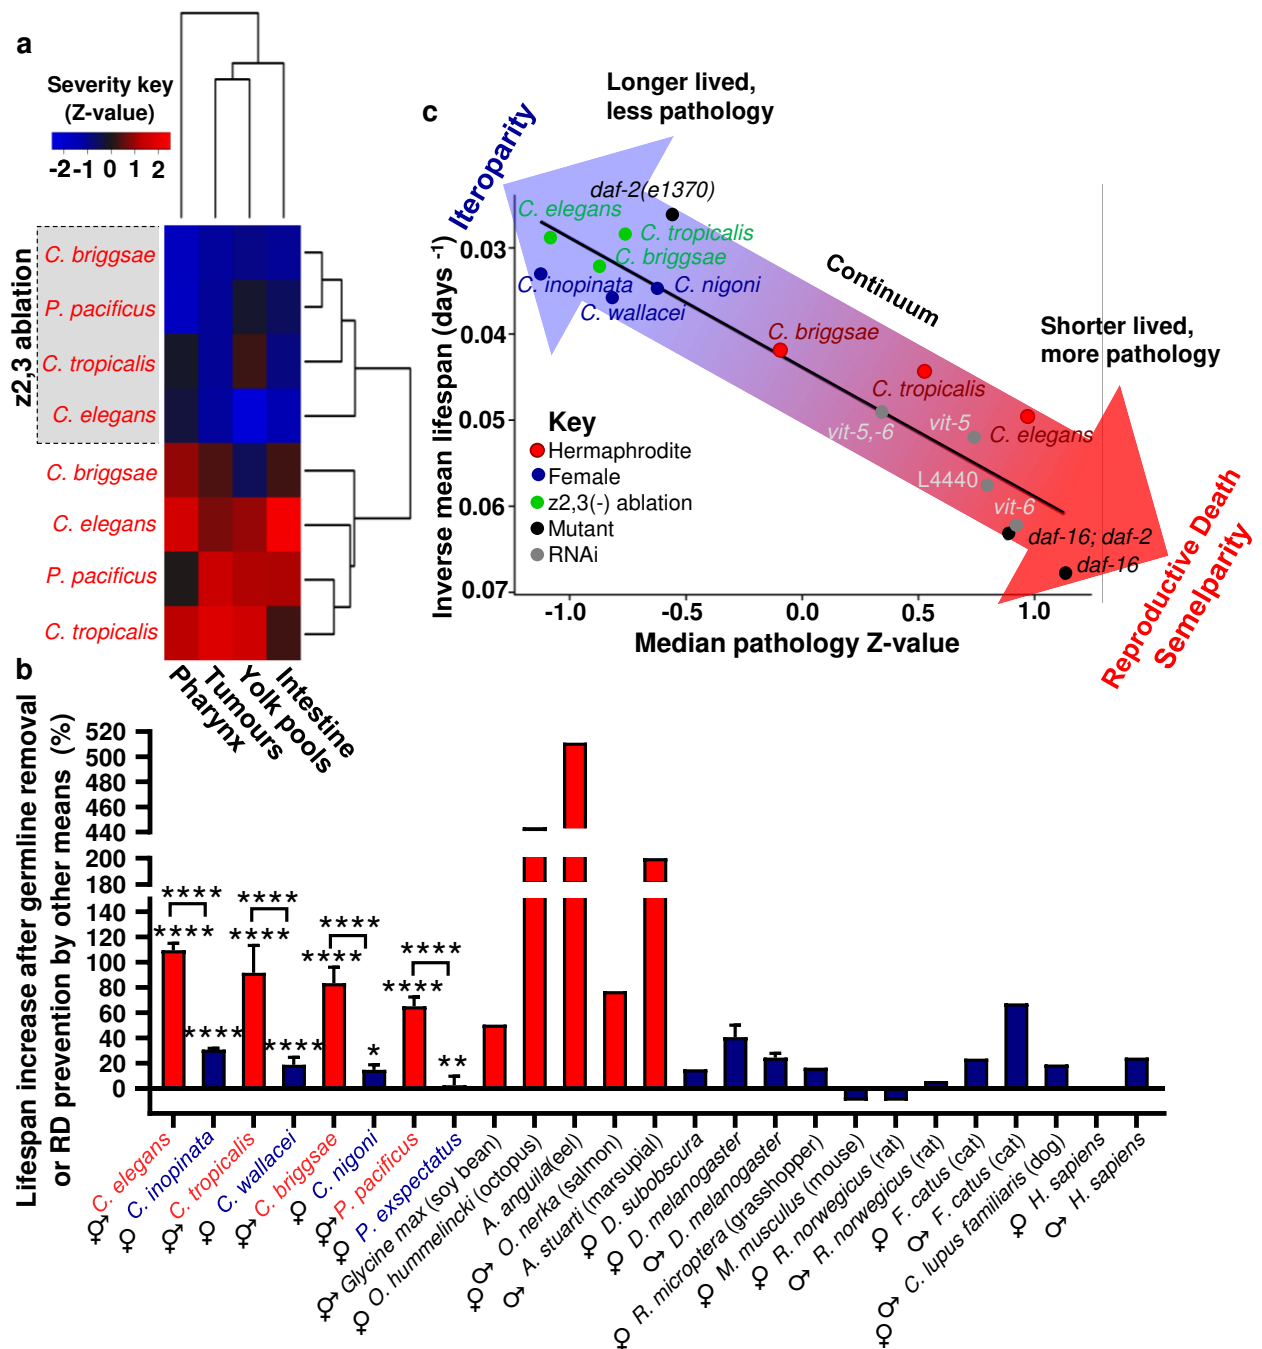 a
Severity key
(Z-value)
-2 -1 0 1 2
z2,3 ablation
C. briggsae
P. pacificus
C. tropicalis
C. elegans
C. briggsae
C. elegans
P. pacificus
C. tropicalis
Pharynx
Tumours
Yolk pools
Intestine
c
Longer lived,
less pathology
Iteroparity
daf-2(e1370)
C. elegans
C. tropicalis
C. briggsae
C. inopinata
C. nigoni
C. wallacei
Continuum
Shorter lived,
more pathology
C. briggsae
C. tropicalis
vit-5,-6
vit-5
C. elegans
L4440
vit-6
daf-16; daf-2
daf-16
Reproductive Death
Semelparity
Key
Hermaphrodite
Female
z2,3(-) ablation
Mutant
RNAi
Inverse mean lifespan (days -1)
0.03
0.04
0.05
0.06
0.07
-1.0 -0.5 0.0 0.5 1.0
Median pathology Z-value
b
Lifespan increase after germline removal
or RD prevention by other means (%)
520
500
480
460
440
200
180
140
120
100
80
60
40
20
0
**** **** **** ****
**** **** **** ****
**** **** * **
⚥ C. elegans
♀ C. inopinata
⚥ C. tropicalis
♀ C. wallacei
⚥ C. briggsae
♀ C. nigoni
⚥ P. pacificus
♀ P. exspectatus
⚥ Glycine max (soy bean)
♀ O. hummelincki (octopus)
A. anguila(eel)
♀ ♂ O. nerka (salmon)
♂ A. stuarti (marsupial)
♀ D. subobscura
♀ D. melanogaster
♂ D. melanogaster
♀ R. microptera (grasshopper)
♀ M. musculus (mouse)
♀ R. norwegicus (rat)
♂ R. norvegicus (rat)
♀ F. catus (cat)
♂ F. catus (cat)
♀ ♂ C. lupus familiaris (dog)
♀ H. sapiens
♂ H. sapiens